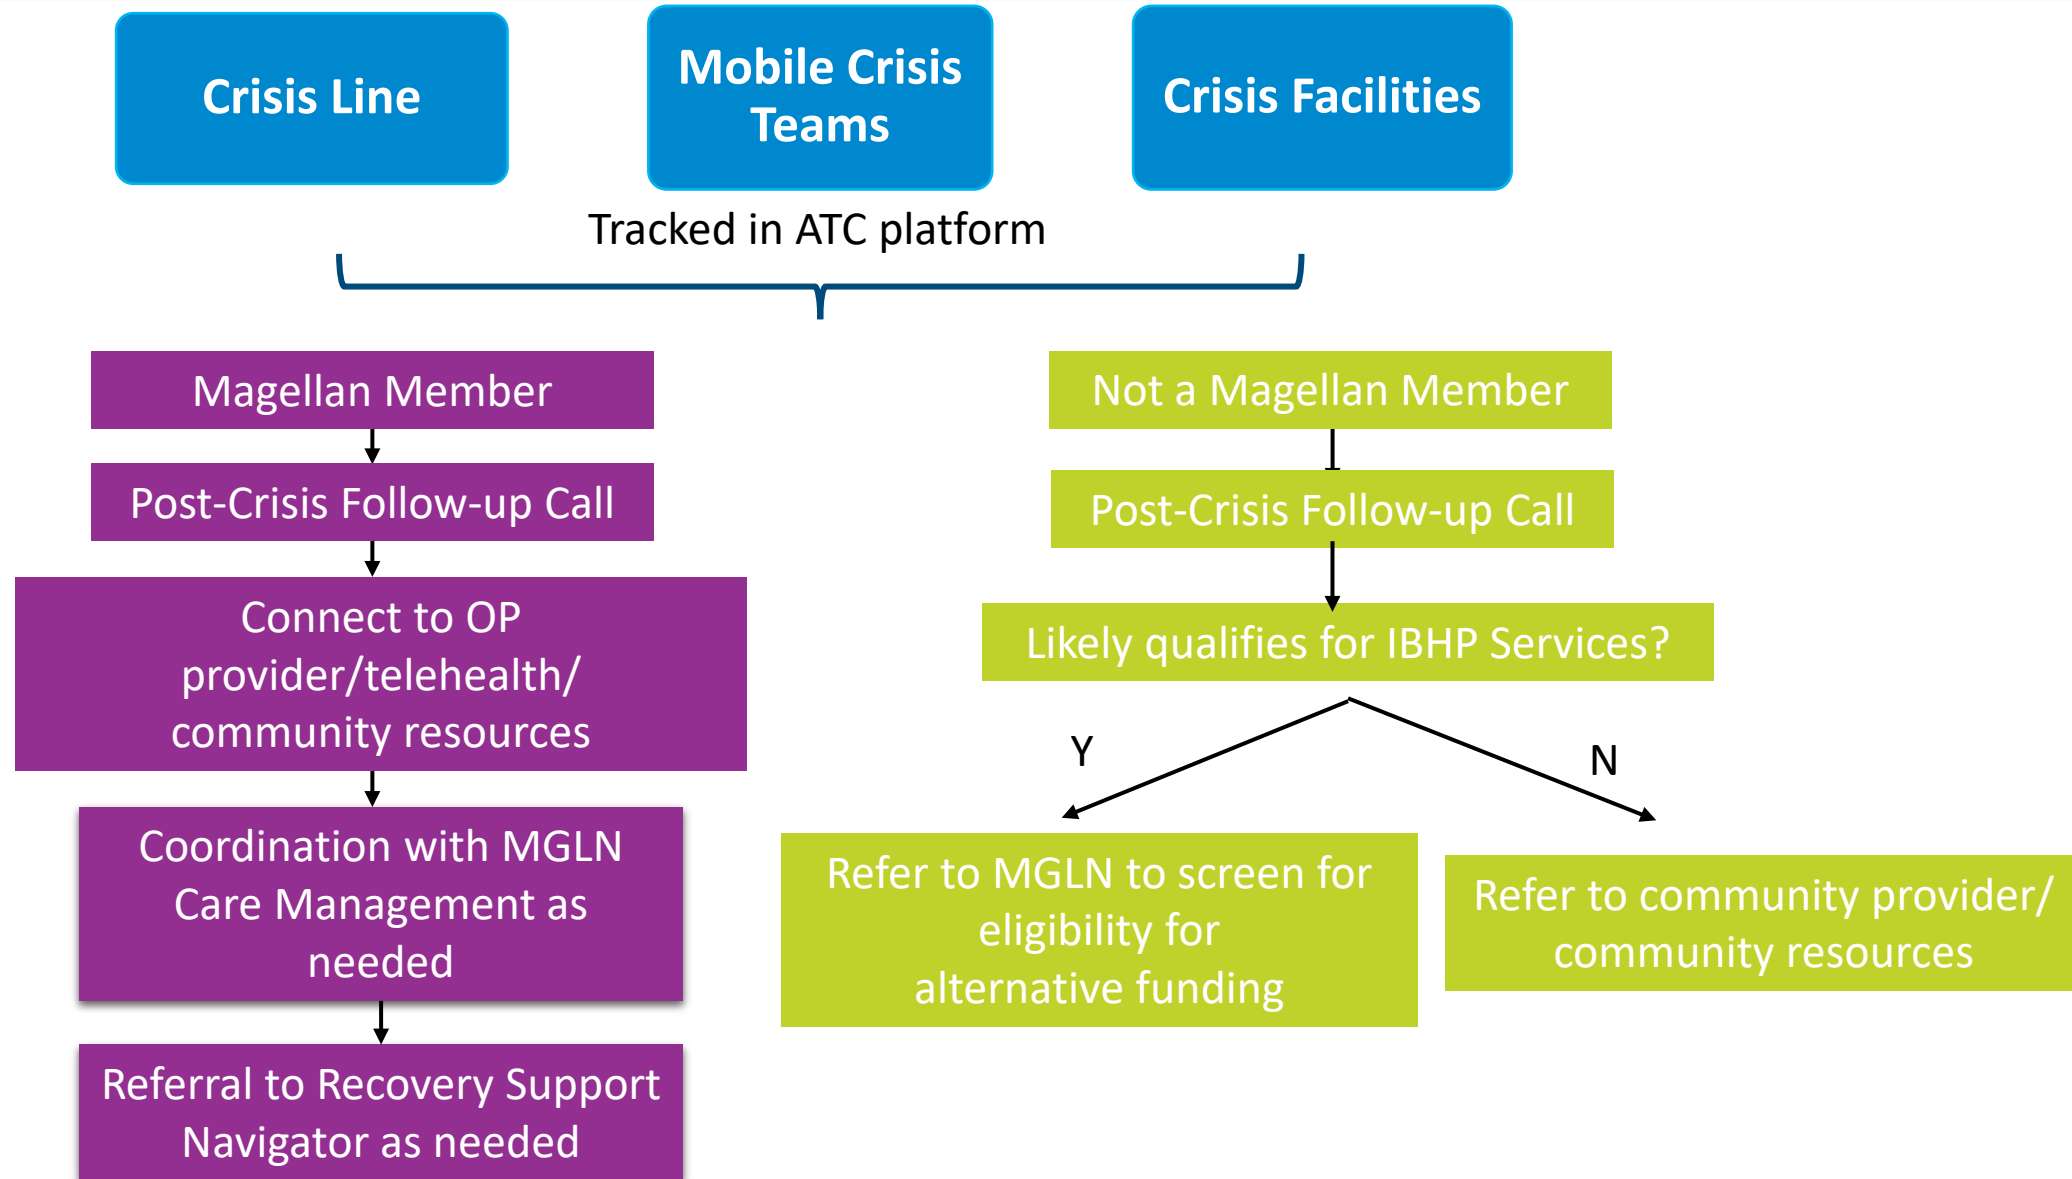 Crisis Line
Mobile Crisis
Teams
Crisis Facilities
Tracked in ATC platform
Magellan Member
Post-Crisis Follow-up Call
Connect to OP
provider/telehealth/
community resources
Coordination with MGLN
Care Management as
needed
Referral to Recovery Support
Navigator as needed
Not a Magellan Member
Post-Crisis Follow-up Call
Likely qualifies for IBHP Services?
Y
N
Refer to MGLN to screen for
eligibility for
alternative funding
Refer to community provider/
community resources